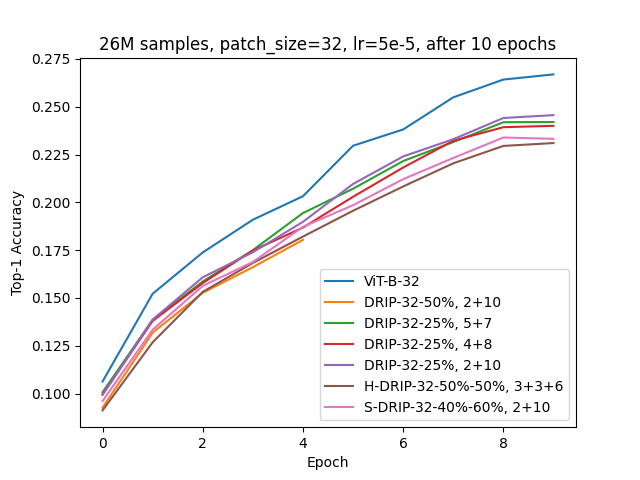 26M samples, patch_size=32, lr=5e-5, after 10 epochs
Top-1 Accuracy
0.275
0.250
0.225
0.200
0.175
0.150
0.125
0.100
ViT-B-32
DRIP-32-50%, 2+10
DRIP-32-25%, 5+7
DRIP-32-25%, 4+8
DRIP-32-25%, 2+10
H-DRIP-32-50%-50%, 3+3+6
S-DRIP-32-40%-60%, 2+10
0 2 4 6 8
Epoch